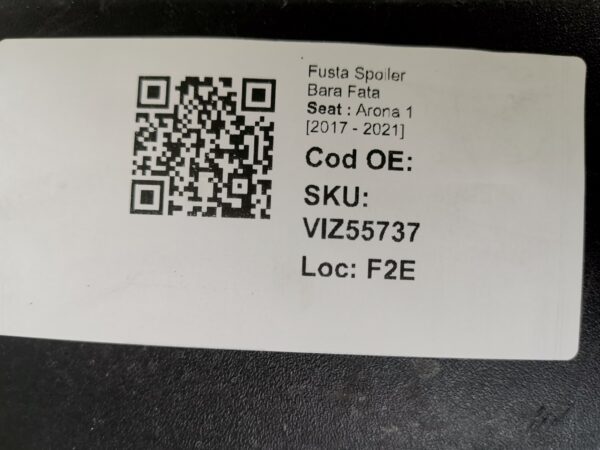 Fusta Spoiler
Bara Fata
Seat : Arona 1
[2017 - 2021]
Cod OE:
SKU:
VIZ55737
Loc: F2E